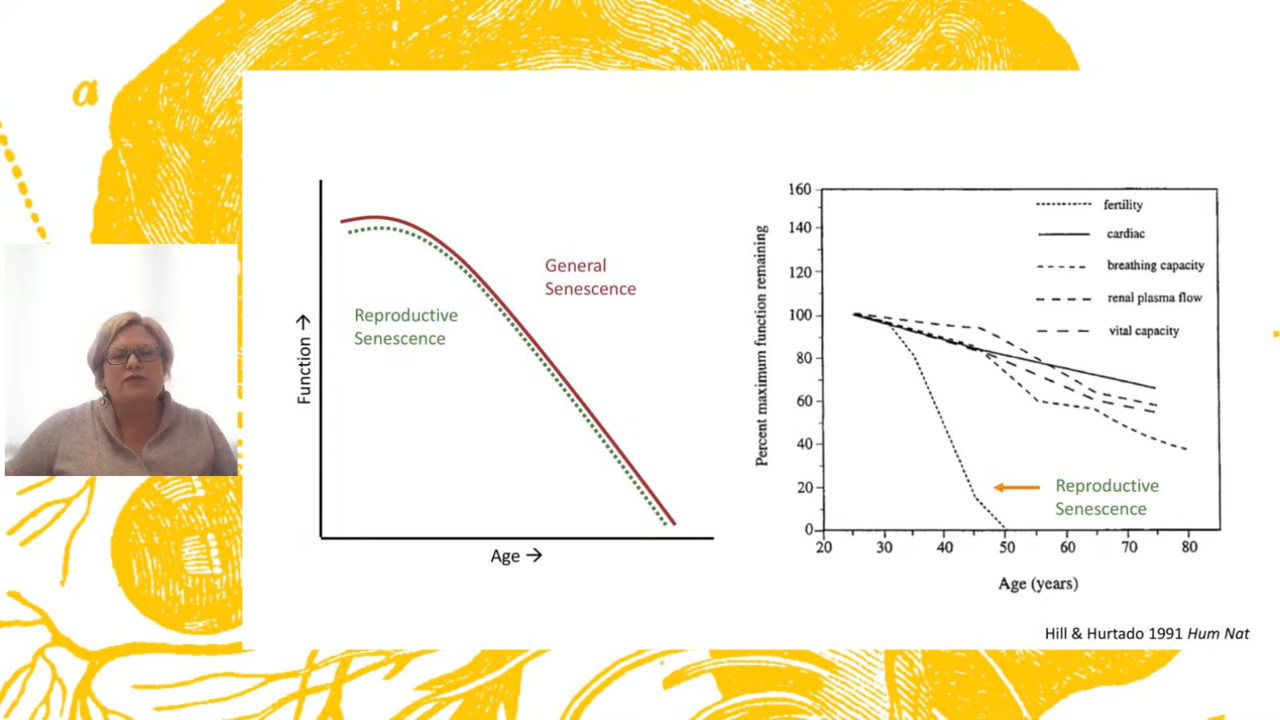 a
General
Senescence
Reproductive
Senescence
Function →
Age →
160
140
120
100
80
60
40
20
0
Percent maximum function remaining
fertility
cardiac
breathing capacity
renal plasma flow
vital capacity
Reproductive
Senescence
20 30 40 50 60 70 80
Age (years)
Hill & Hurtado 1991 Hum Nat